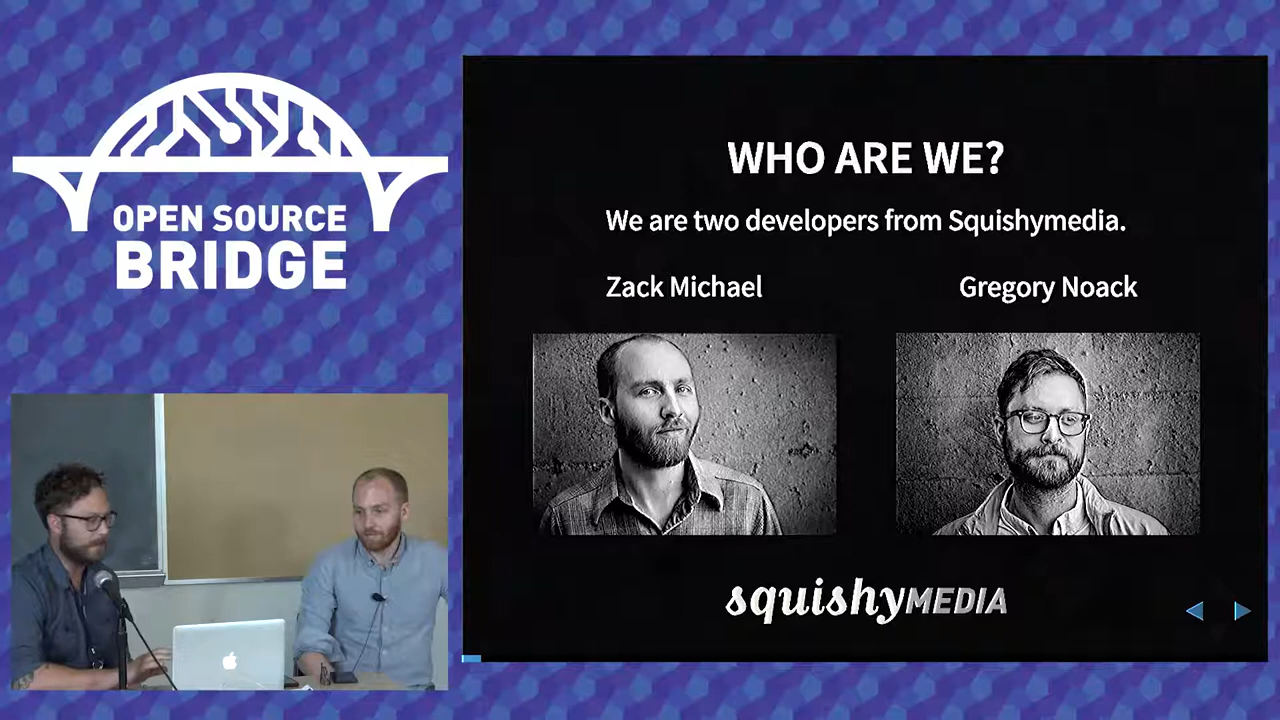 OPEN SOURCE
BRIDGE
WHO ARE WE?
We are two developers from Squishymedia.
Zack Michael
Gregory Noack
squishyMEDIA